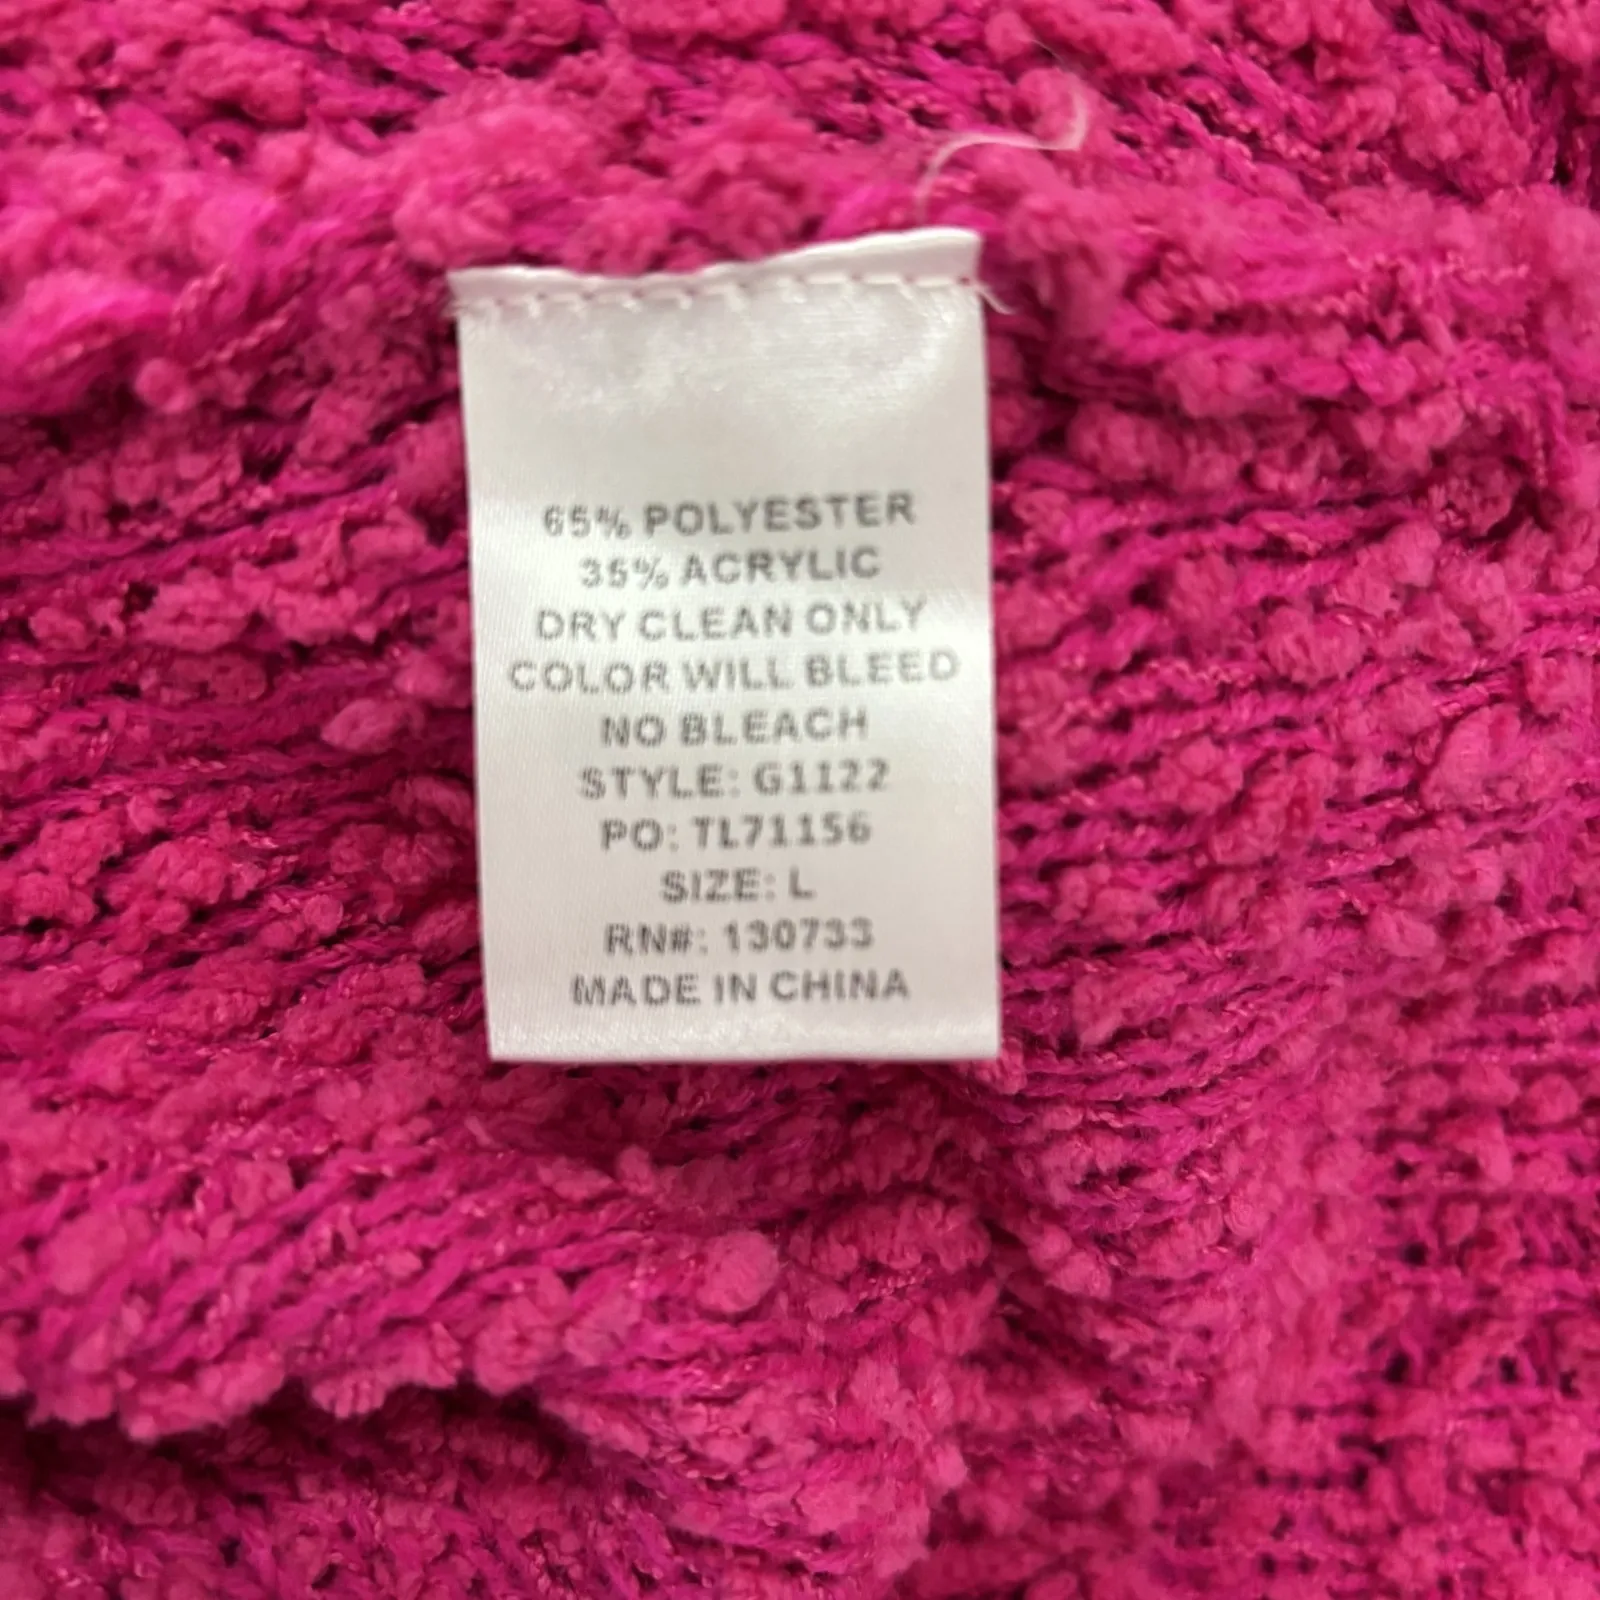 65% POLYESTER
35% ACRYLIC
DRY CLEAN ONLY
COLOR WILL BLEED
NO BLEACH
STYLE: G1122
PO: TL71156
SIZE: L
RN#: 130733
MADE IN CHINA